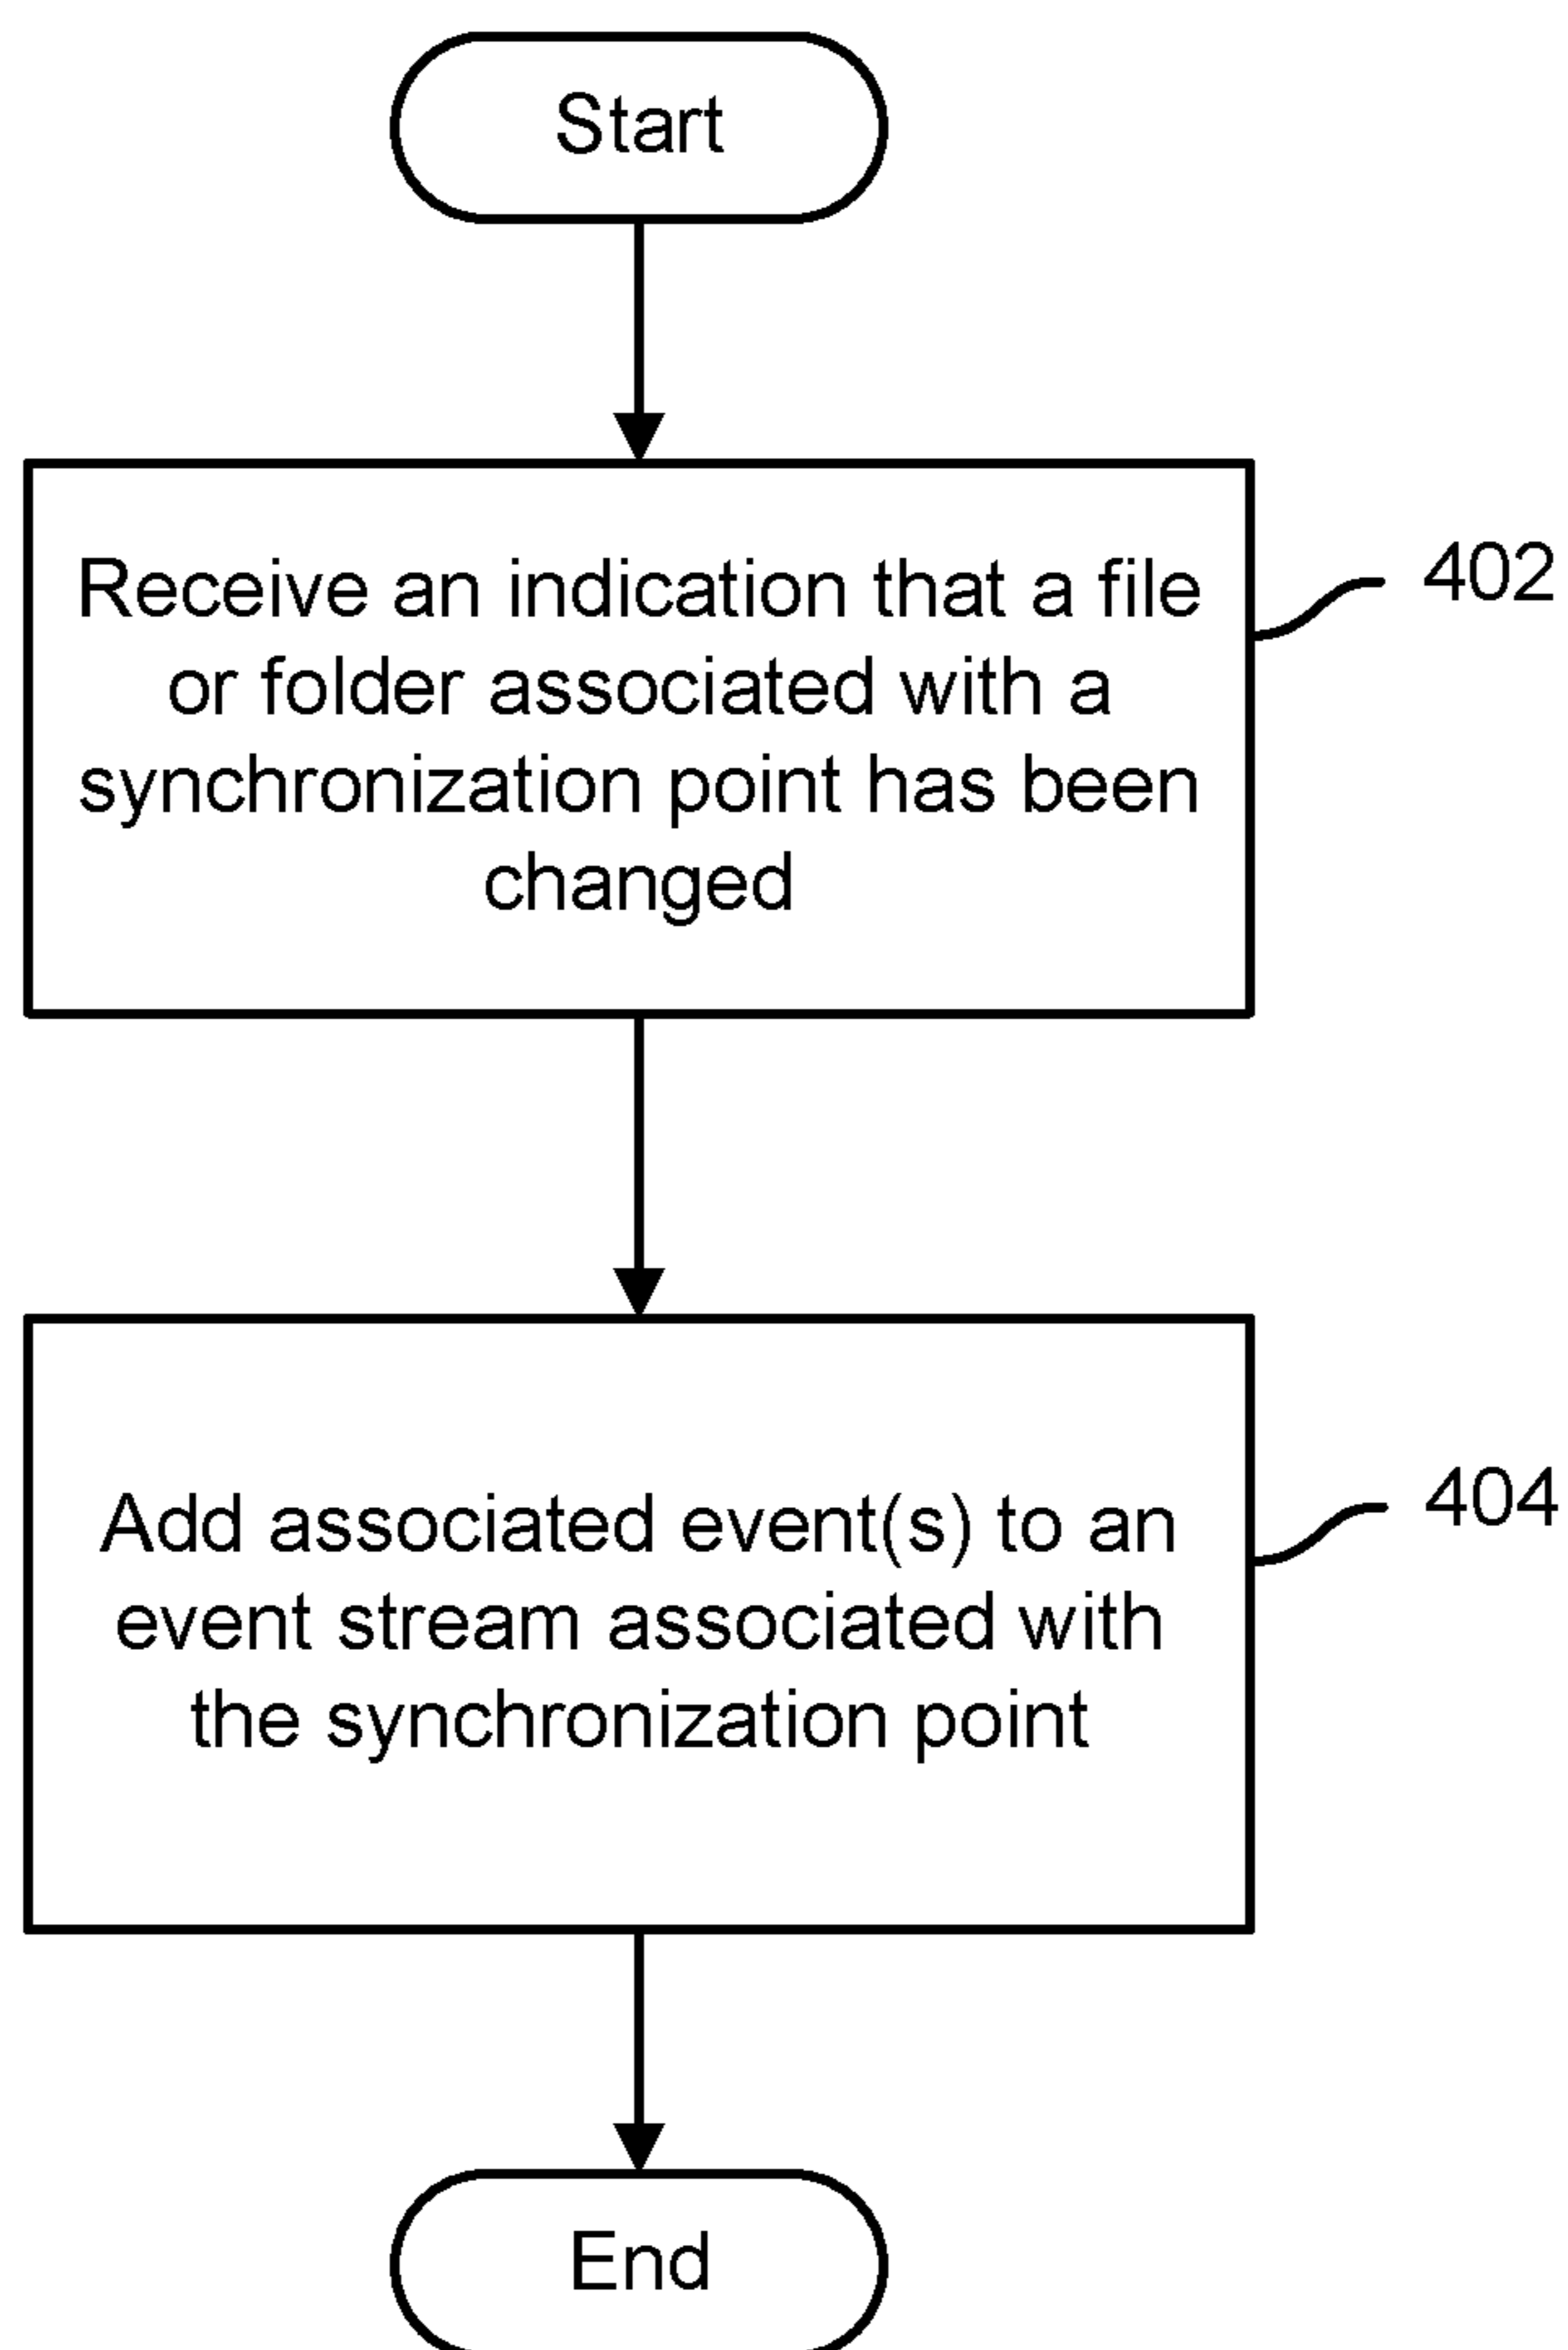 Start
Receive an indication that a file
or folder associated with a
synchronization point has been
changed
402
Add associated event(s) to an
event stream associated with
the synchronization point
404
End